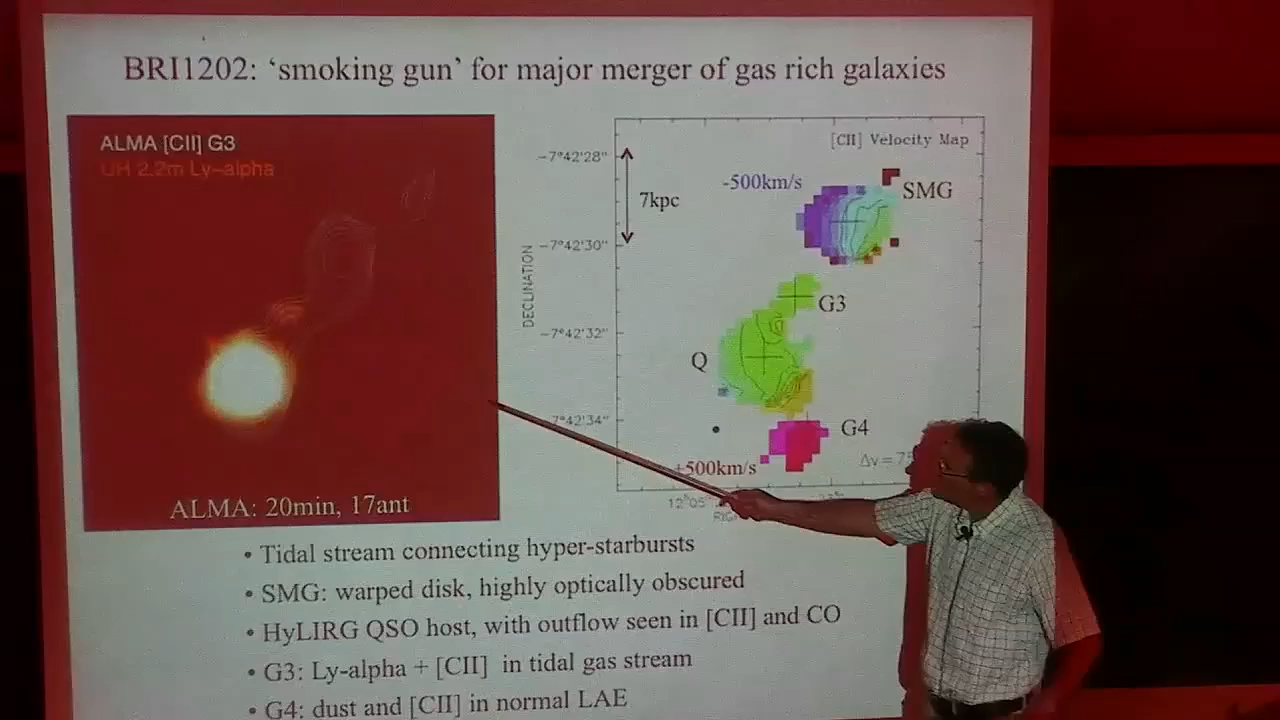 BRI1202: ‘smoking gun’ for major merger of gas rich galaxies
ALMA [CII] G3
UH 2.2m Ly-alpha
ALMA: 20min, 17ant
[CII] Velocity Map
-7°42'28"
-500km/s
SMG
7kpc
-7°42'30"
DECLINATION
G3
-7°42'32"
Q
7°42'34"
G4
+500km/s
Δv = 7
12ʰ05
• Tidal stream connecting hyper-starbursts
• SMG: warped disk, highly optically obscured
• HyLIRG QSO host, with outflow seen in [CII] and CO
• G3: Ly-alpha + [CII] in tidal gas stream
• G4: dust and [CII] in normal LAE